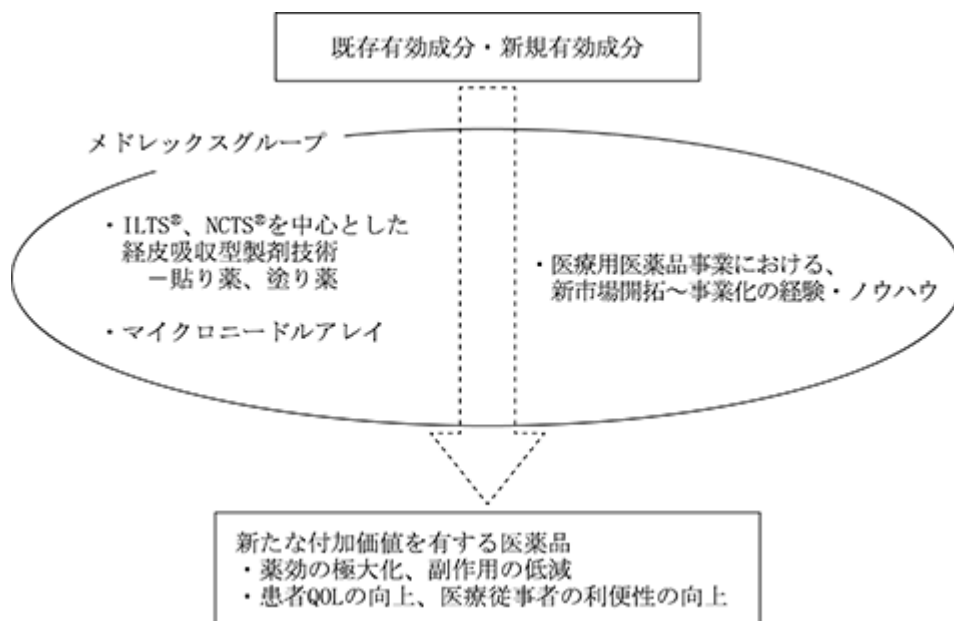 既存有効成分・新規有効成分
メドレックスグループ
・ILTS®、NCTS®を中心とした
経皮吸収型製剤技術
－貼り薬、塗り薬
・マイクロニードルアレイ
・医療用医薬品事業における、
新市場開拓～事業化の経験・ノウハウ
新たな付加価値を有する医薬品
・薬効の極大化、副作用の低減
・患者QOLの向上、医療従事者の利便性の向上